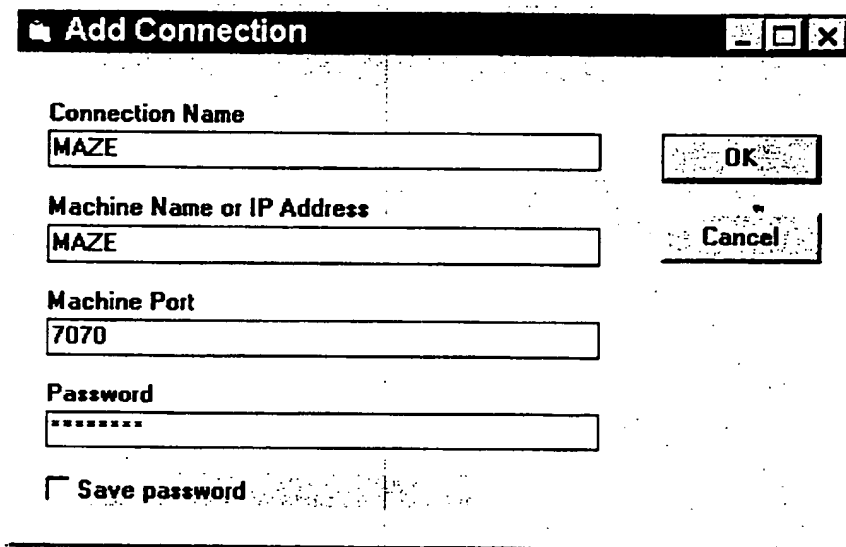 Add Connection
Connection Name
MAZE
OK
Machine Name or IP Address
MAZE
Cancel
Machine Port
7070
Password
********
Save password